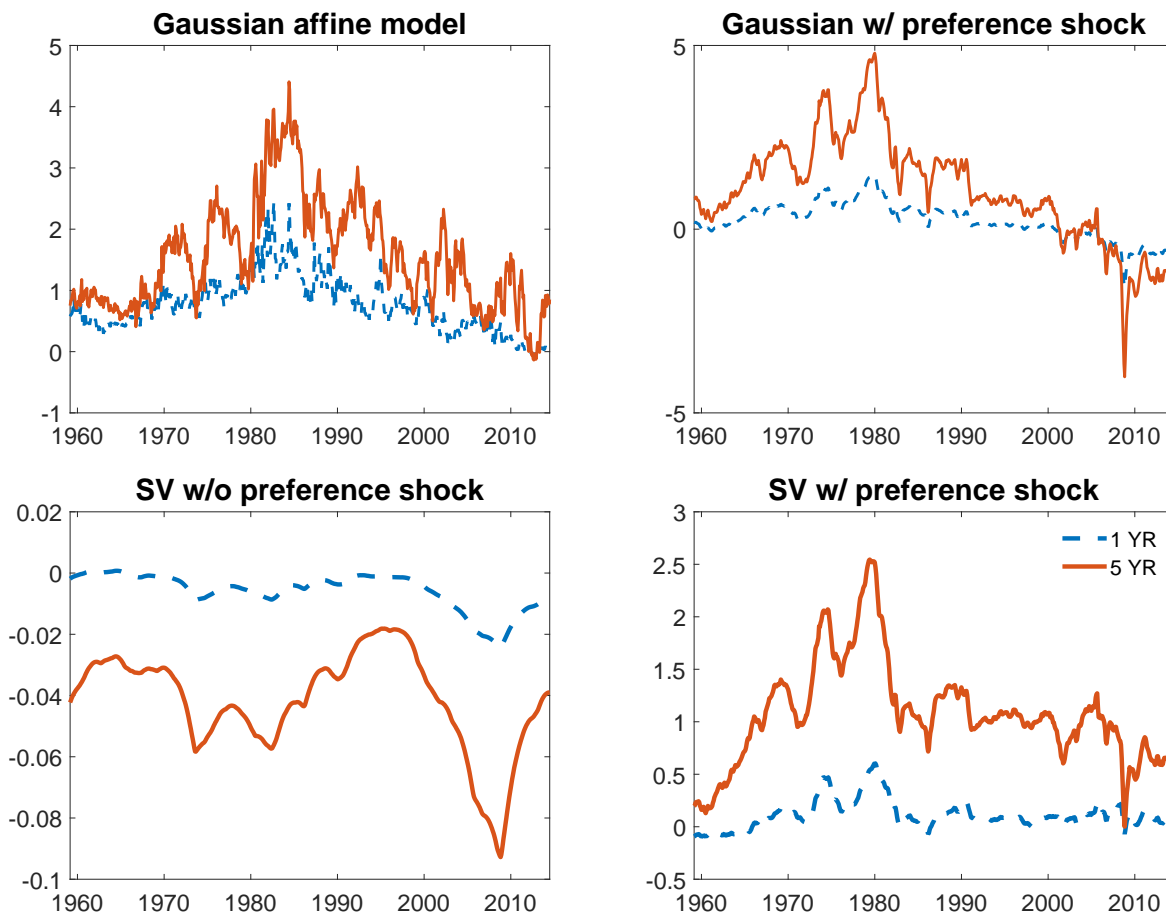 Gaussian affine model
5
4
3
2
1
0
-1
1960 1970 1980 1990 2000 2010
Gaussian w/ preference shock
5
0
-5
1960 1970 1980 1990 2000 2010
SV w/o preference shock
0.02
0
-0.02
-0.04
-0.06
-0.08
-0.1
1960 1970 1980 1990 2000 2010
SV w/ preference shock
3
2.5
2
1.5
1
0.5
0
-0.5
1960 1970 1980 1990 2000 2010
1 YR
5 YR